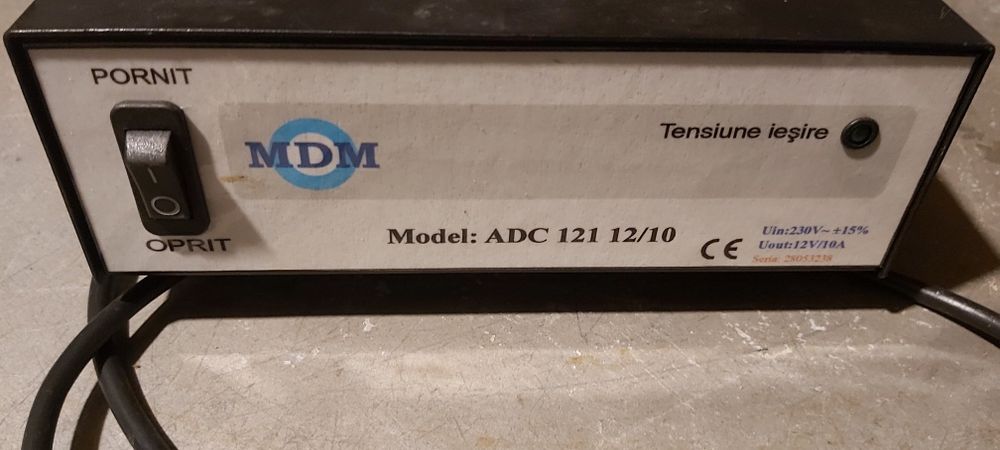 PORNIT
MDM
Tensiune ieşire
OPRIT
Model: ADC 121 12/10
CE
Uin:230V~ ±15%
Uout:12V/10A
Seria: 28053238